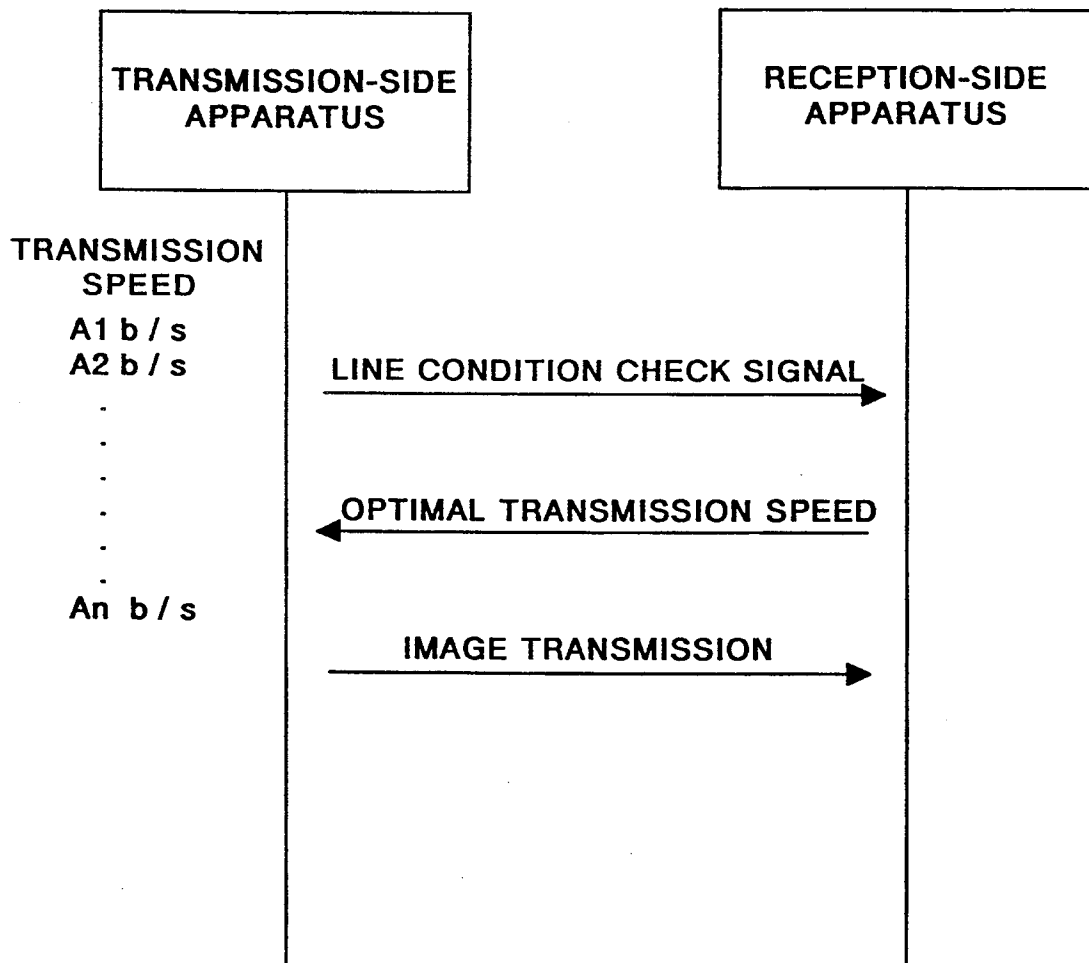 TRANSMISSION-SIDE
APPARATUS
RECEPTION-SIDE
APPARATUS
TRANSMISSION
SPEED
A1 b / s
A2 b / s
.
.
.
.
.
.
An b / s
LINE CONDITION CHECK SIGNAL
OPTIMAL TRANSMISSION SPEED
IMAGE TRANSMISSION